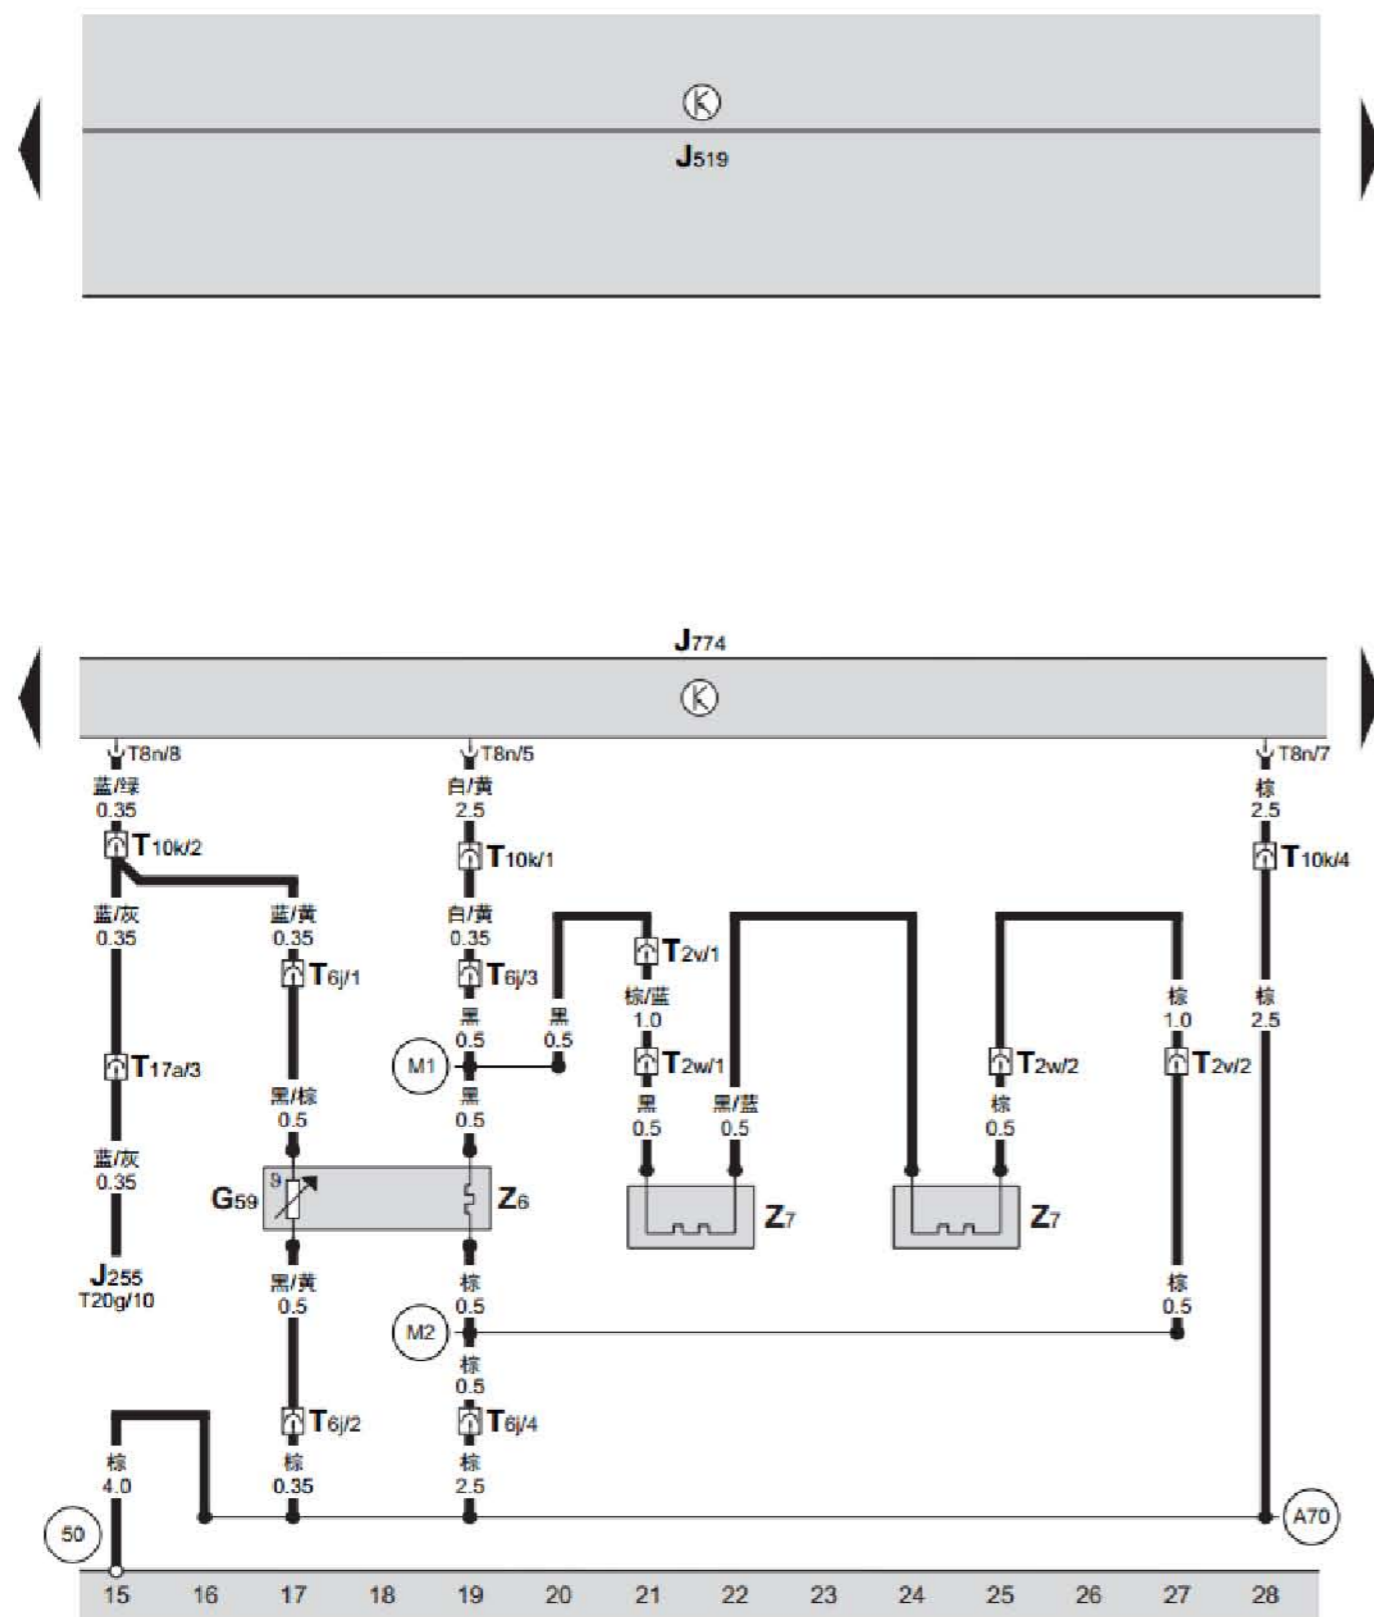 K
J519
J774
K
T8n/8 T8n/5 T8n/7
蓝/绿 白/黄 棕
0.35 2.5 2.5
T10k/2 T10k/1 T10k/4
蓝/灰 蓝/黄 白/黄
0.35 0.35 0.35
T2v/1
T6j/1 T6j/3
棕/蓝 棕 棕
1.0 1.0 2.5
黑 黑
0.5 0.5
M1
T17a/3 T2w/1 T2w/2 T2v/2
黑/棕 黑 黑 黑/蓝 棕
0.5 0.5 0.5 0.5 0.5
蓝/灰
0.35
G59 9 Z6 Z7 Z7
J255
T20g/10
黑/黄 棕 棕
0.5 0.5 0.5
M2
棕
0.5
T6j/2 T6j/4
棕 棕 棕
4.0 0.35 2.5
50 A70
15 16 17 18 19 20 21 22 23 24 25 26 27 28